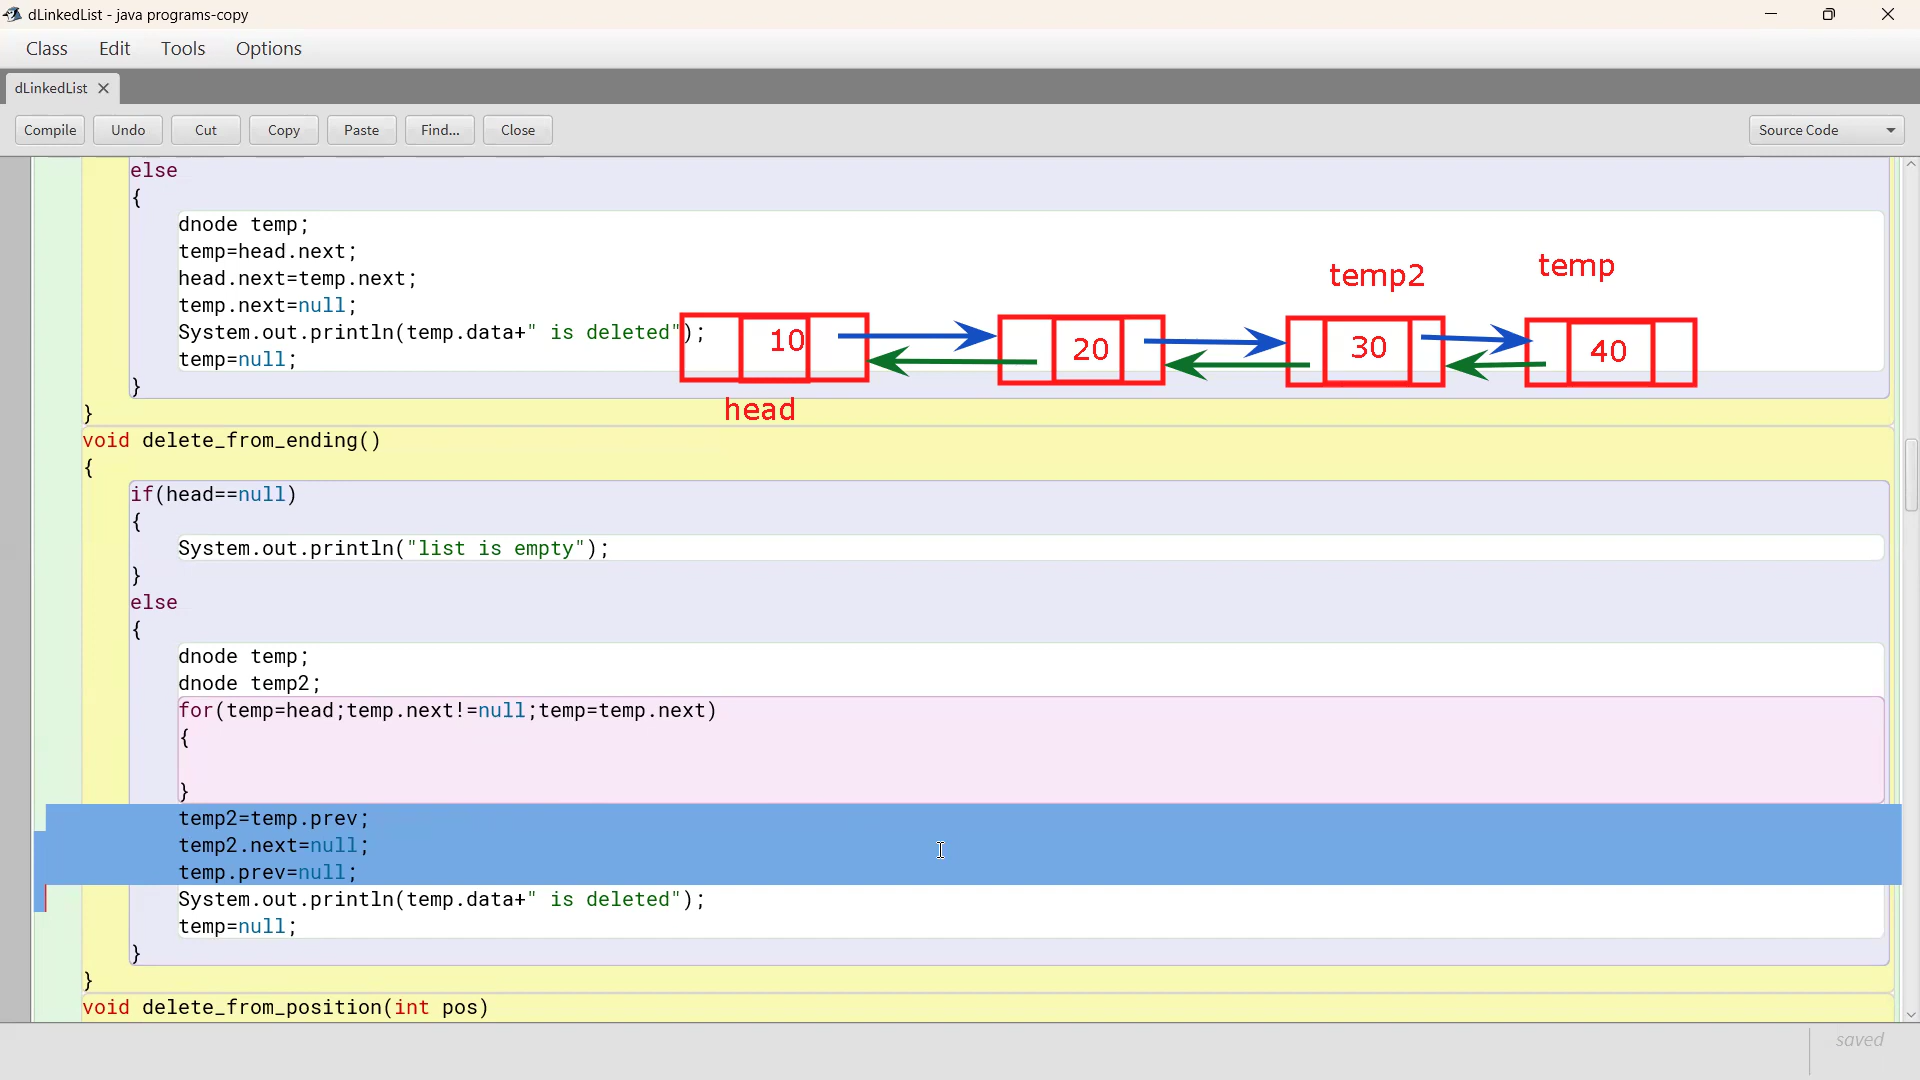 dLinkedList - java programs-copy
Class Edit Tools Options
dLinkedList
Compile Undo Cut Copy Paste Find... Close Source Code
else
{
dnode temp;
temp=head.next;
head.next=temp.next;
temp.next=null;
System.out.println(temp.data+" is deleted");
temp=null;
}
}
temp2 temp
10 20 30 40
head
void delete_from_ending()
{
if(head==null)
{
System.out.println("list is empty");
}
else
{
dnode temp;
dnode temp2;
for(temp=head;temp.next!=null;temp=temp.next)
{
}
temp2=temp.prev;
temp2.next=null;
temp.prev=null;
System.out.println(temp.data+" is deleted");
temp=null;
}
}
void delete_from_position(int pos)
saved